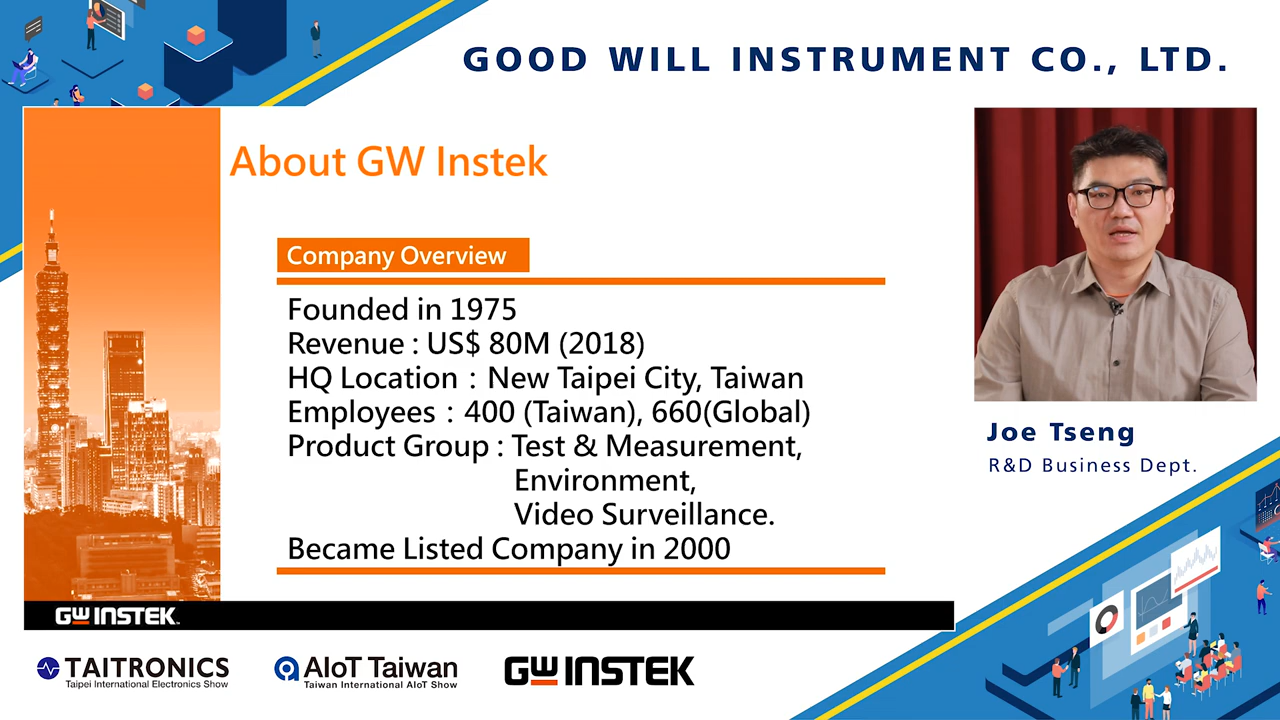 GOOD WILL INSTRUMENT CO., LTD.
About GW Instek
Company Overview
Founded in 1975
Revenue : US$ 80M (2018)
HQ Location：New Taipei City, Taiwan
Employees：400 (Taiwan), 660(Global)
Product Group : Test & Measurement,
Environment,
Video Surveillance.
Became Listed Company in 2000
GW INSTEK
Joe Tseng
R&D Business Dept.
TAITRONICS
Taipei International Electronics Show
AIoT Taiwan
Taiwan International AIoT Show
GW INSTEK